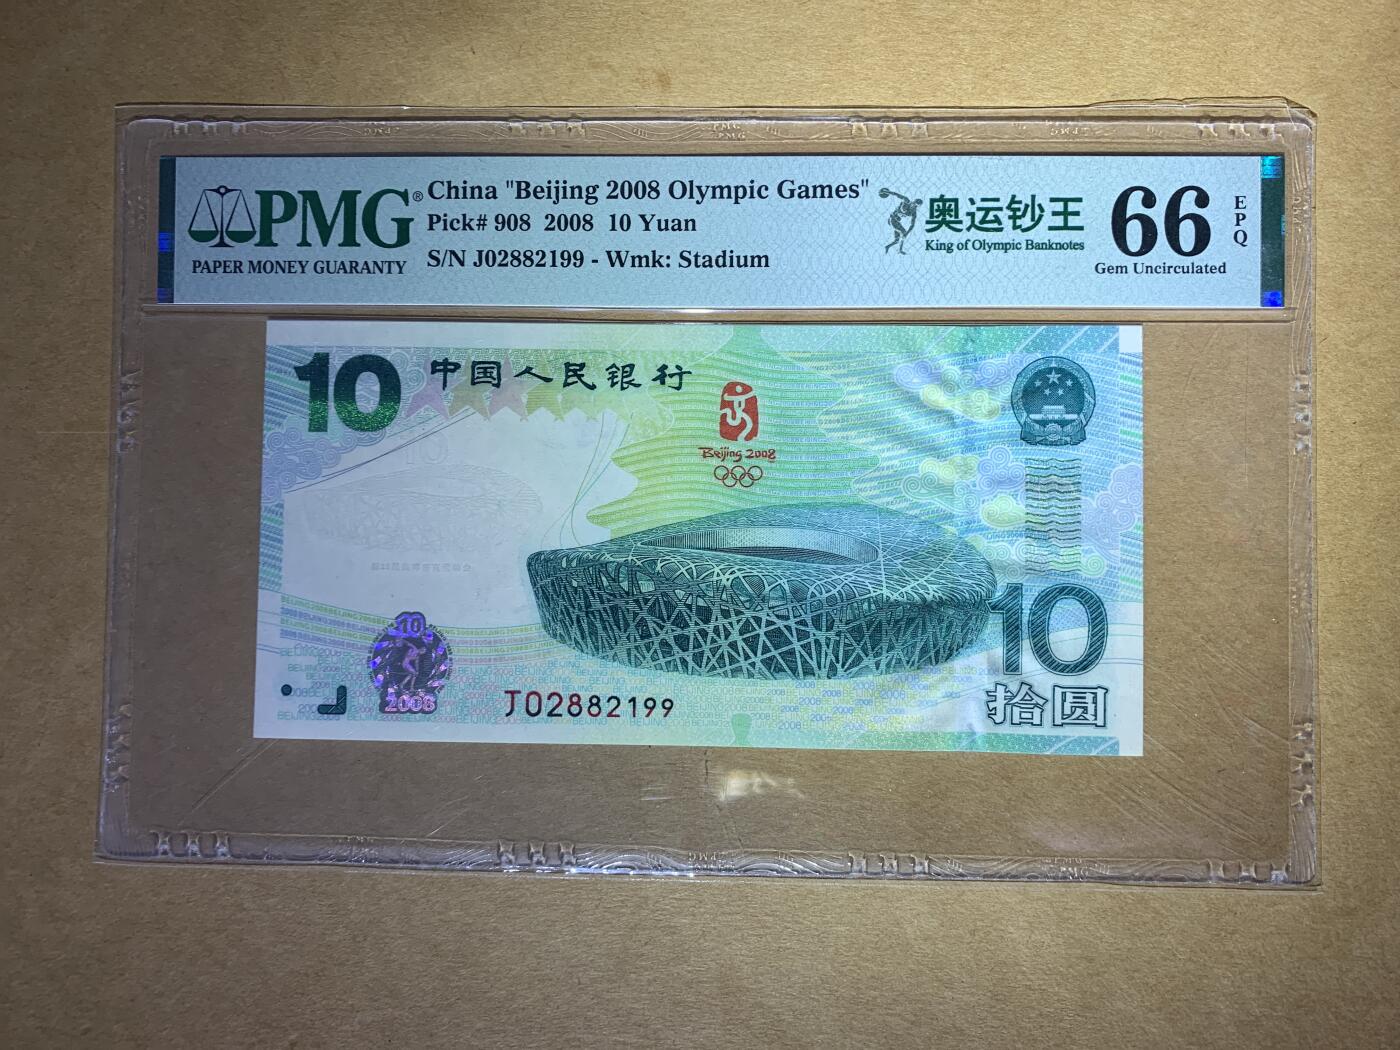 PMG®
PAPER MONEY GUARANTY
China "Beijing 2008 Olympic Games"
Pick# 908 2008 10 Yuan
S/N J02882199 - Wmk: Stadium
奥运钞王
King of Olympic Banknotes
66
Gem Uncirculated
EPQ
10
中国人民银行
Beijing 2008
10
2008
J02882199
10
拾圆